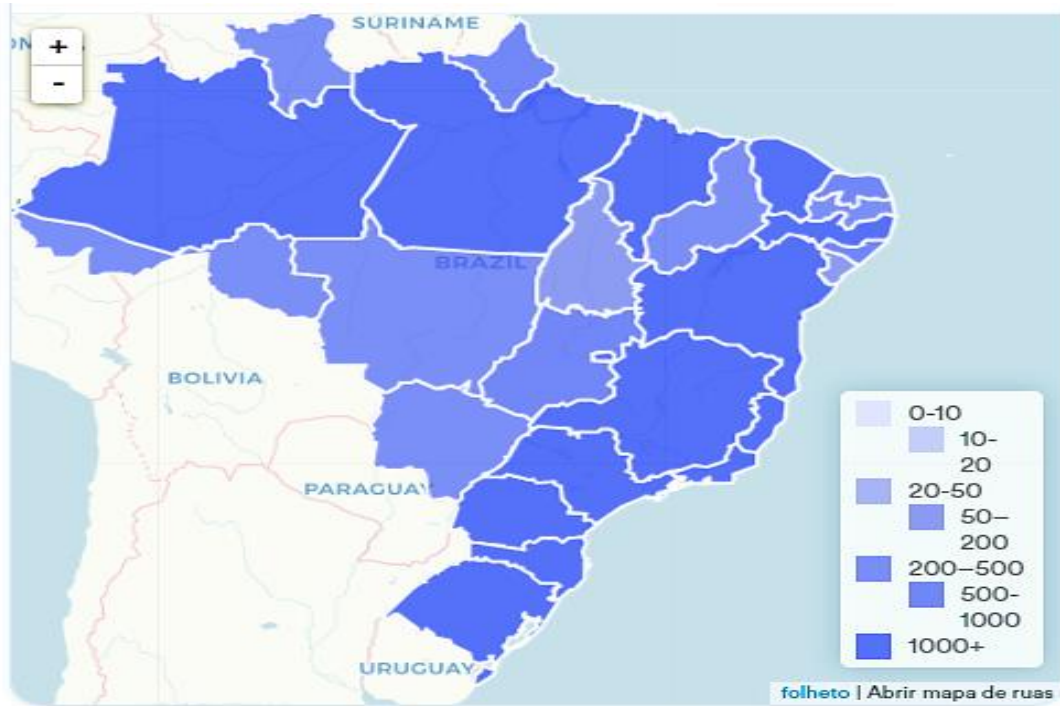 SURINAME
+
-
BRAZIL
BOLIVIA
PARAGUAY
URUGUAY
0-10
10-
20
20-50
50–
200
200–500
500-
1000
1000+
folheto | Abrir mapa de ruas